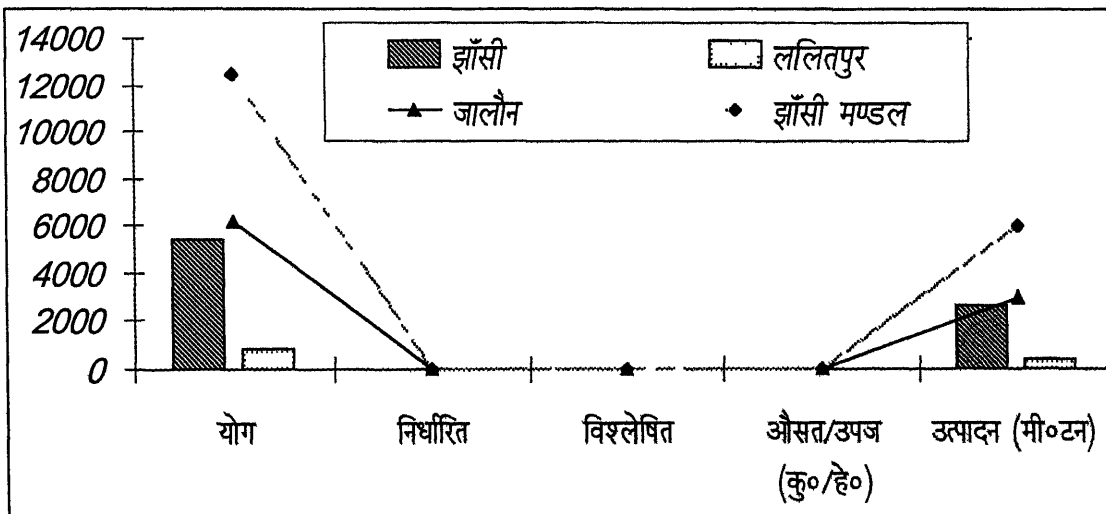 14000
12000
10000
8000
6000
4000
2000
0
झाँसी
ललितपुर
जालौन
झाँसी मण्डल
योग
निर्धारित
विश्लेषित
औसत/उपज
(कु०/हे०)
उत्पादन (मी०टन)